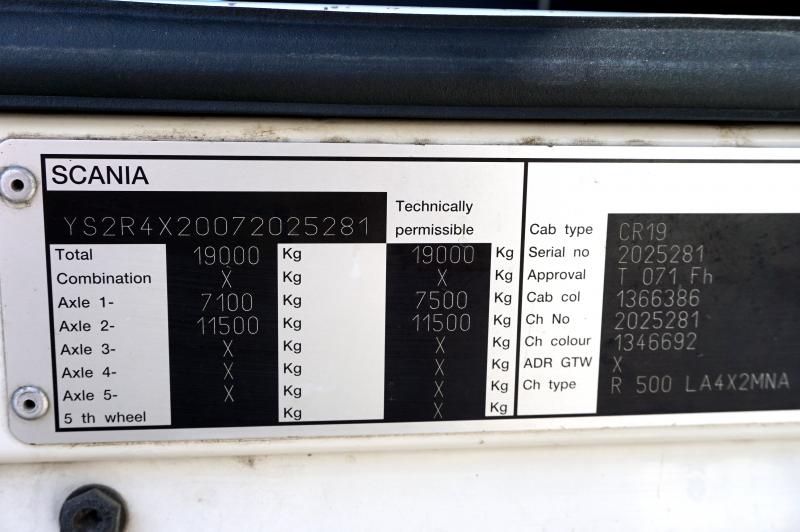 SCANIA
YS2R4X20072025281
Technically
permissible
Total 19000 Kg 19000 Kg
Combination X Kg X Kg
Axle 1- 7100 Kg 7500 Kg
Axle 2- 11500 Kg 11500 Kg
Axle 3- X Kg X Kg
Axle 4- X Kg X Kg
Axle 5- X Kg X Kg
5 th wheel Kg X Kg
Cab type CR19
Serial no 2025281
Approval T 071 Fh
Cab col 1366386
Ch No 2025281
Ch colour 1346692
ADR GTW X
Ch type R 500 LA4X2MNA